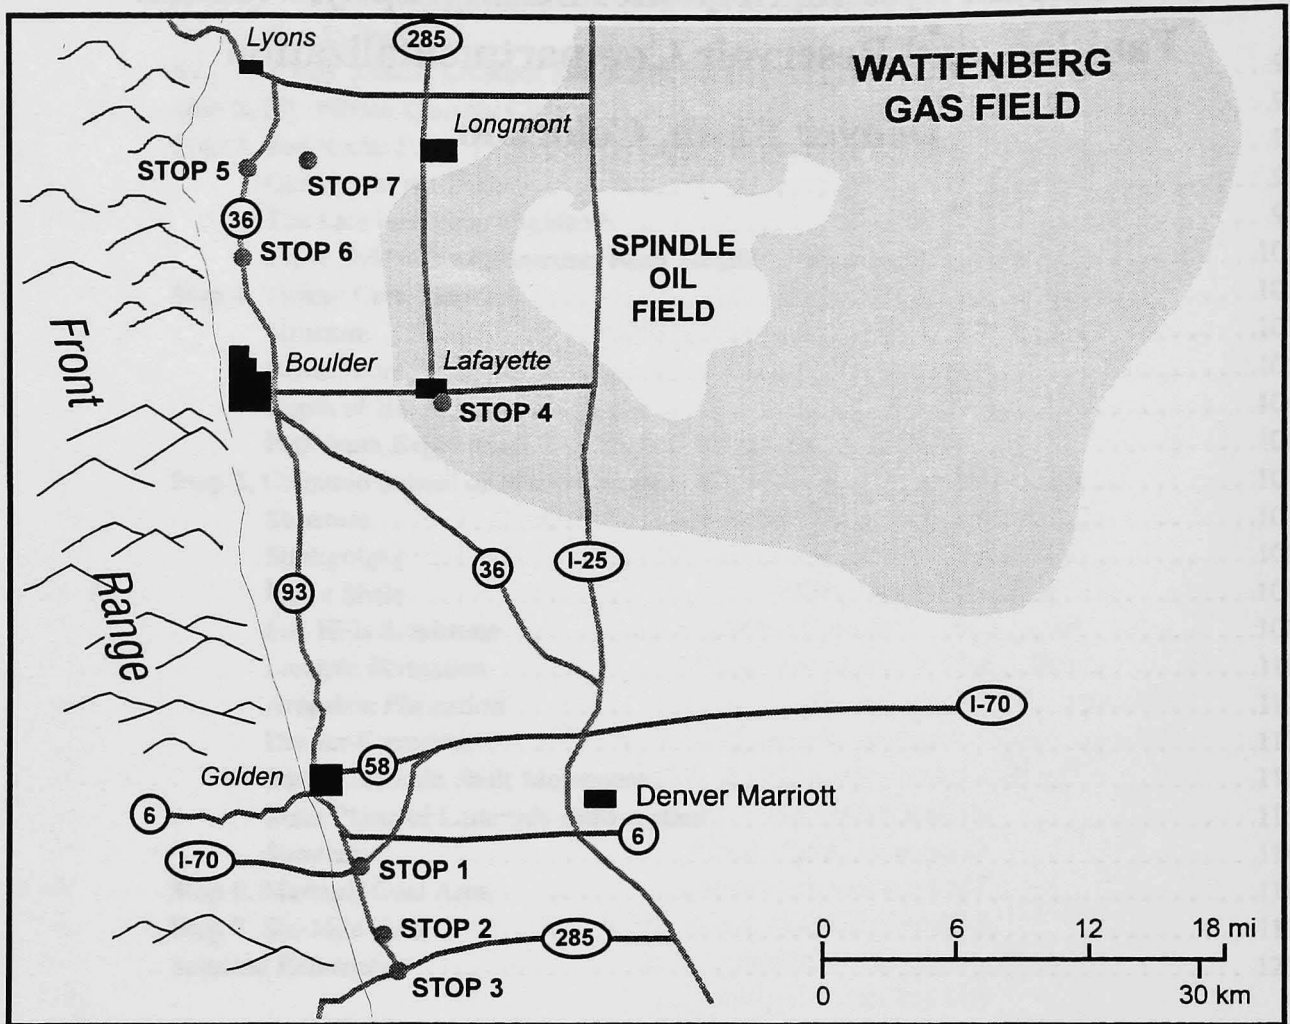 Lyons
285
WATTENBERG
GAS FIELD
Longmont
STOP 5
STOP 7
36
STOP 6
SPINDLE
OIL
FIELD
Front
Boulder
Lafayette
STOP 4
I-25
36
93
Range
I-70
58
Golden
Denver Marriott
6
6
I-70
STOP 1
STOP 2
285
STOP 3
0 6 12 18 mi
0 30 km